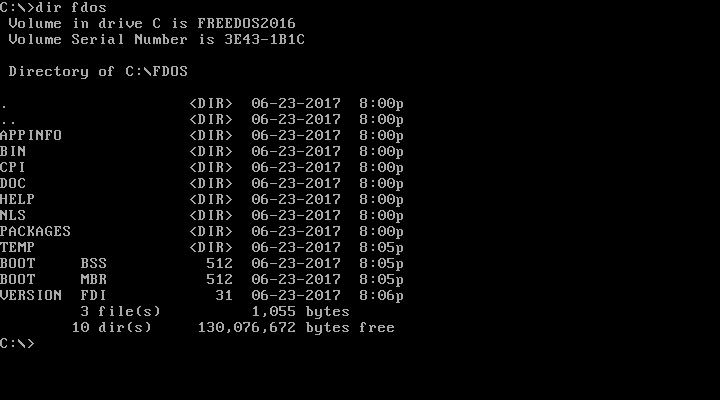 C:\>dir fdos
 Volume in drive C is FREEDOS2016
 Volume Serial Number is 3E43-1B1C

 Directory of C:\FDOS

.                    <DIR>  06-23-2017  8:00p
..                   <DIR>  06-23-2017  8:00p
APPINFO              <DIR>  06-23-2017  8:00p
BIN                  <DIR>  06-23-2017  8:00p
CPI                  <DIR>  06-23-2017  8:00p
DOC                  <DIR>  06-23-2017  8:00p
HELP                 <DIR>  06-23-2017  8:00p
NLS                  <DIR>  06-23-2017  8:00p
PACKAGES             <DIR>  06-23-2017  8:00p
TEMP                 <DIR>  06-23-2017  8:05p
BOOT     BSS           512  06-23-2017  8:05p
BOOT     MBR           512  06-23-2017  8:05p
VERSION  FDI            31  06-23-2017  8:06p
         3 file(s)          1,055 bytes
        10 dir(s)     130,076,672 bytes free
C:\>